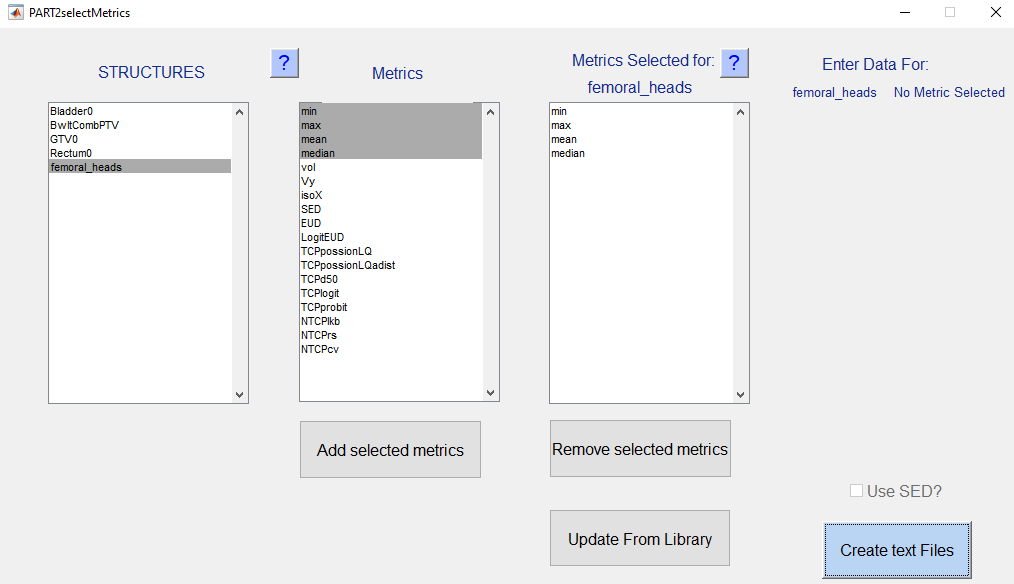 PART2selectMetrics
STRUCTURES
?
Metrics
Metrics Selected for:
femoral_heads
?
Enter Data For:
femoral_heads No Metric Selected
Bladder0
BwltCombPTV
GTV0
Rectum0
femoral_heads
min
max
mean
median
vol
Vy
isoX
SED
EUD
LogitEUD
TCPpossionLQ
TCPpossionLQadist
TCPd50
TCPlogit
TCPprobit
NTCPlkb
NTCPrs
NTCPcv
min
max
mean
median
Add selected metrics
Remove selected metrics
Update From Library
Use SED?
Create text Files